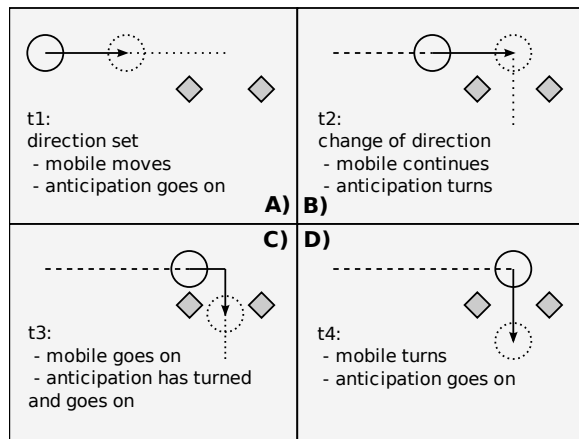 t1:
direction set
- mobile moves
- anticipation goes on
A)
t2:
change of direction
- mobile continues
- anticipation turns
B)
C)
t3:
- mobile goes on
- anticipation has turned
and goes on
D)
t4:
- mobile turns
- anticipation goes on